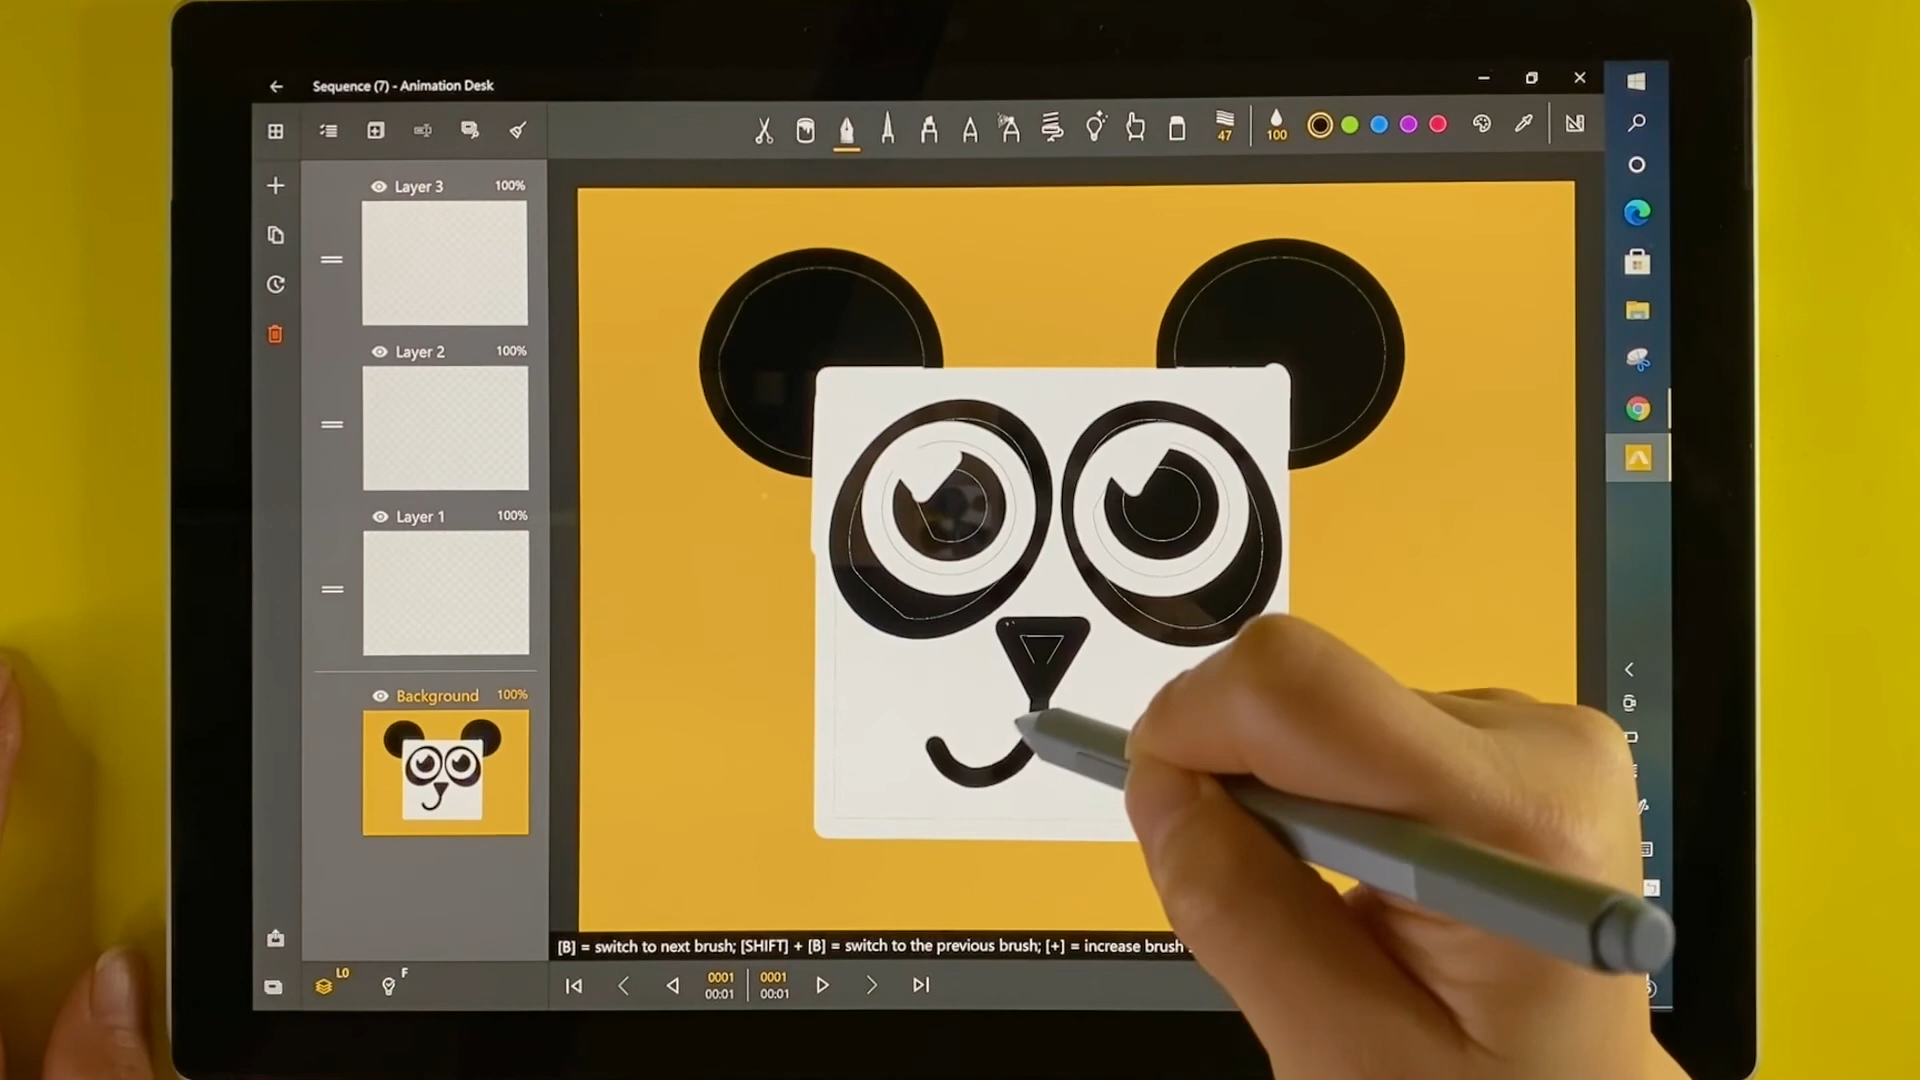 Sequence (7) - Animation Desk
47
100
Layer 3 100%
Layer 2 100%
Layer 1 100%
Background 100%
[B] = switch to next brush; [SHIFT] + [B] = switch to the previous brush; [+] = increase brush
L0
F
0001
00:01
0001
00:01